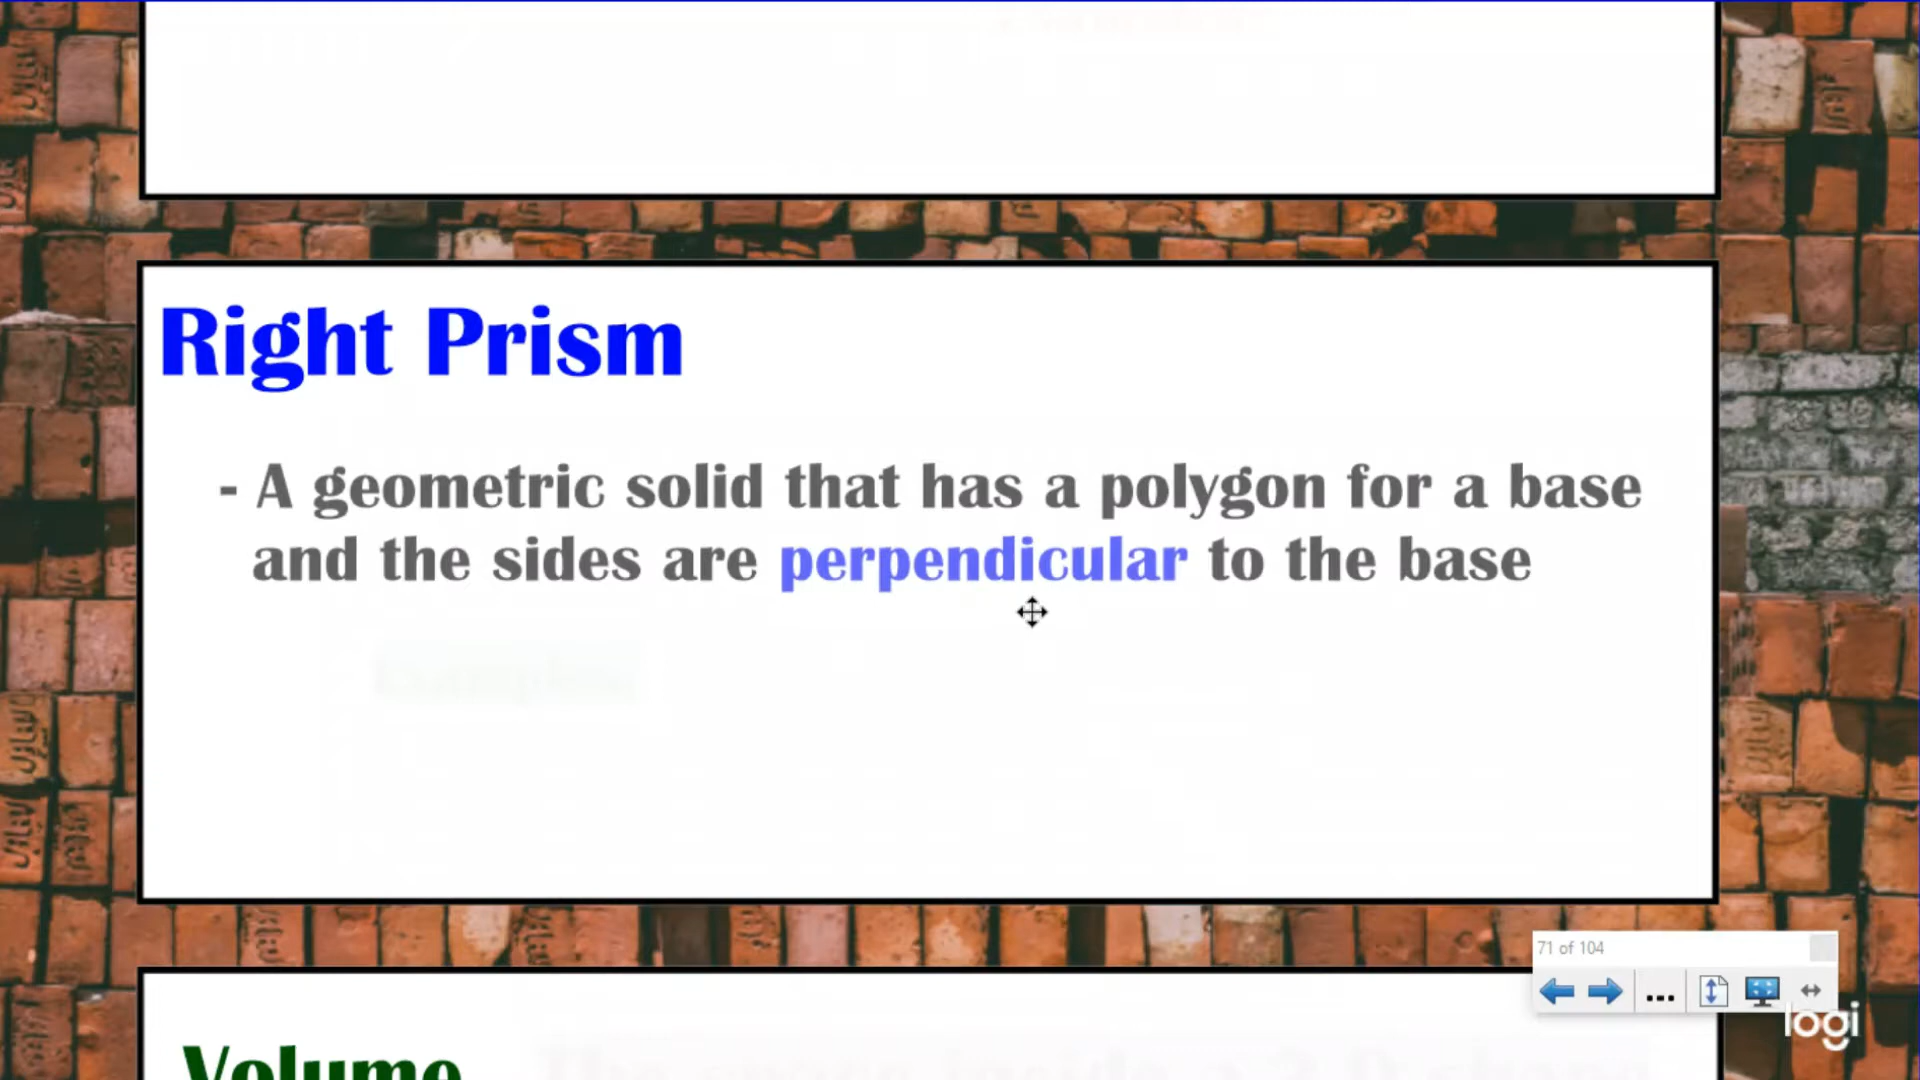 Right Prism
- A geometric solid that has a polygon for a base
and the sides are perpendicular to the base
71 of 104
...
logi
Volume